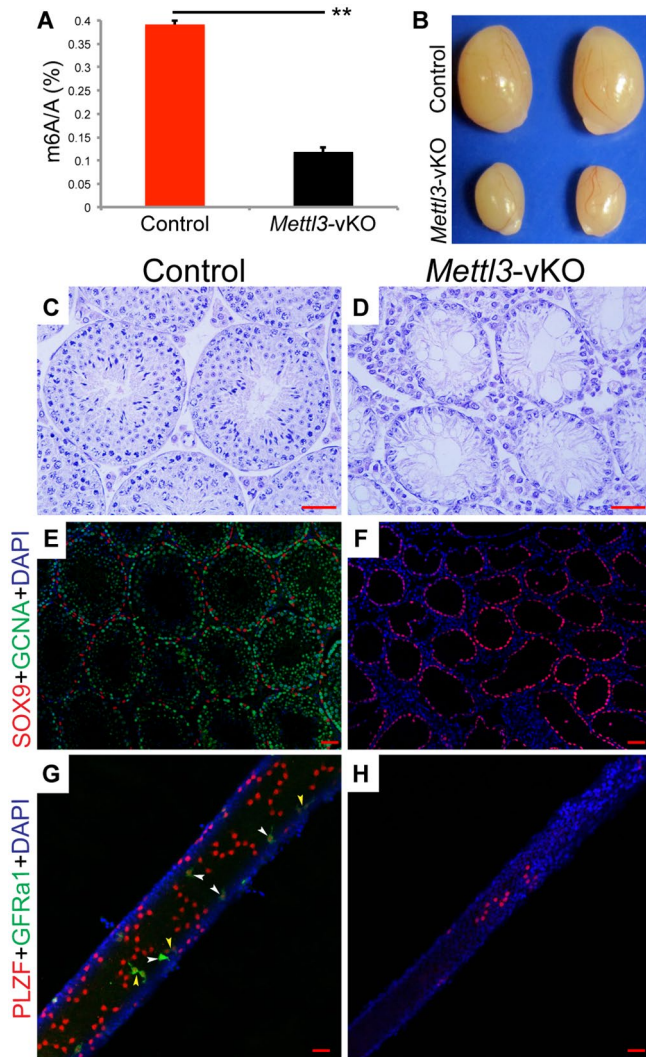 A
**
0.4
0.35
0.3
0.25
0.2
0.15
0.1
0.05
0
m6A/A (%)
Control
Mettl3-vKO
B
Control
Mettl3-vKO
Control
Mettl3-vKO
C
D
SOX9+GCNA+DAPI
E
F
PLZF+GFRa1+DAPI
G
H